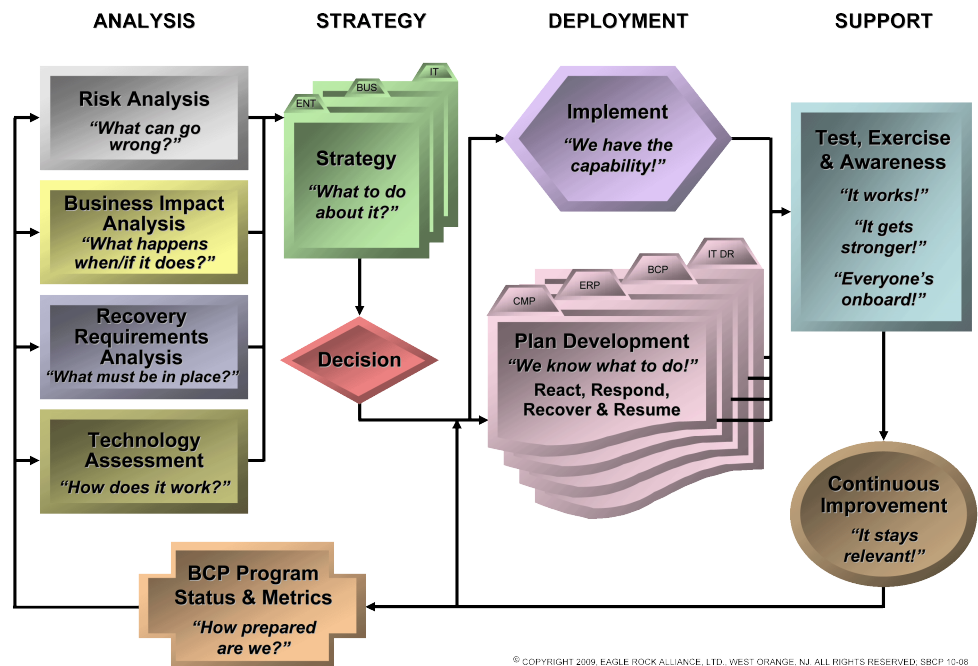 ANALYSIS
STRATEGY
DEPLOYMENT
SUPPORT
Risk Analysis
“What can go
wrong?”
Business Impact
Analysis
“What happens
when/if it does?”
Recovery
Requirements
Analysis
“What must be in place?”
Technology
Assessment
“How does it work?”
ENT
BUS
IT
Strategy
“What to do
about it?”
Decision
Implement
“We have the
capability!”
CMP
ERP
BCP
IT DR
Plan Development
“We know what to do!”
React, Respond,
Recover & Resume
Test, Exercise
& Awareness
“It works!”
“It gets
stronger!”
“Everyone’s
onboard!”
Continuous
Improvement
“It stays
relevant!”
BCP Program
Status & Metrics
“How prepared
are we?”
© COPYRIGHT 2009, EAGLE ROCK ALLIANCE, LTD., WEST ORANGE, NJ. ALL RIGHTS RESERVED; SBCP 10-08